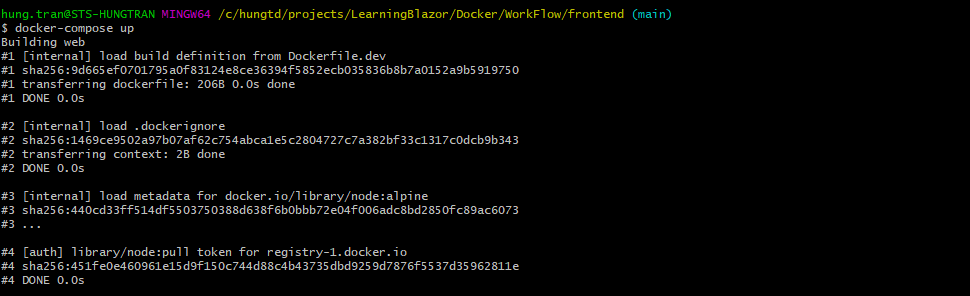 hung.tran@STS-HUNGTRAN MINGW64 /c/hungtd/projects/LearningBlazor/Docker/WorkFlow/frontend (main)
$ docker-compose up
Building web
#1 [internal] load build definition from Dockerfile.dev
#1 sha256:9d665ef0701795a0f83124e8ce36394f5852ecb035836b8b7a0152a9b5919750
#1 transferring dockerfile: 206B 0.0s done
#1 DONE 0.0s
#2 [internal] load .dockerignore
#2 sha256:1469ce9502a97b07af62c754abca1e5c2804727c7a382bf33c1317c0dcb9b343
#2 transferring context: 2B done
#2 DONE 0.0s
#3 [internal] load metadata for docker.io/library/node:alpine
#3 sha256:440cd33ff514df5503750388d638f6b0bbb72e04f006adc8bd2850fc89ac6073
#3 ...
#4 [auth] library/node:pull token for registry-1.docker.io
#4 sha256:451fe0e460961e15d9f150c744d88c4b43735dbd9259d7876f5537d35962811e
#4 DONE 0.0s